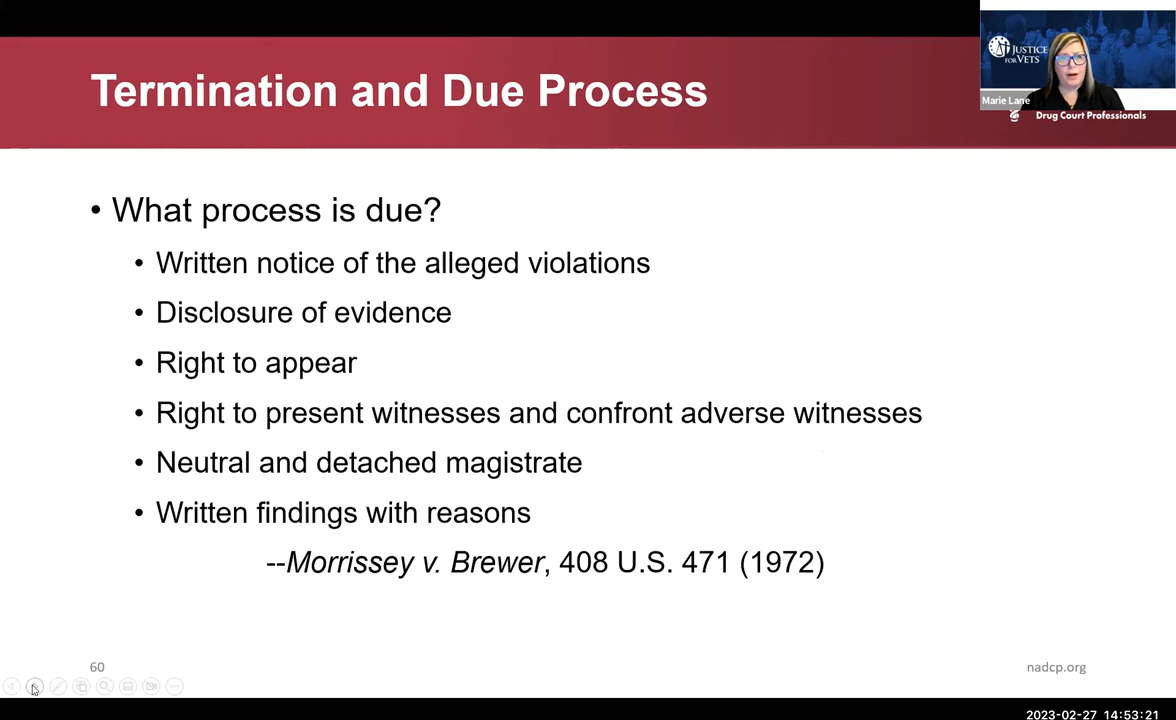 Termination and Due Process
JUSTICE
FOR VETS
Marie Lane
Drug Court Professionals
• What process is due?
• Written notice of the alleged violations
• Disclosure of evidence
• Right to appear
• Right to present witnesses and confront adverse witnesses
• Neutral and detached magistrate
• Written findings with reasons
--Morrissey v. Brewer, 408 U.S. 471 (1972)
60
nadcp.org
2023-02-27 14:53:21